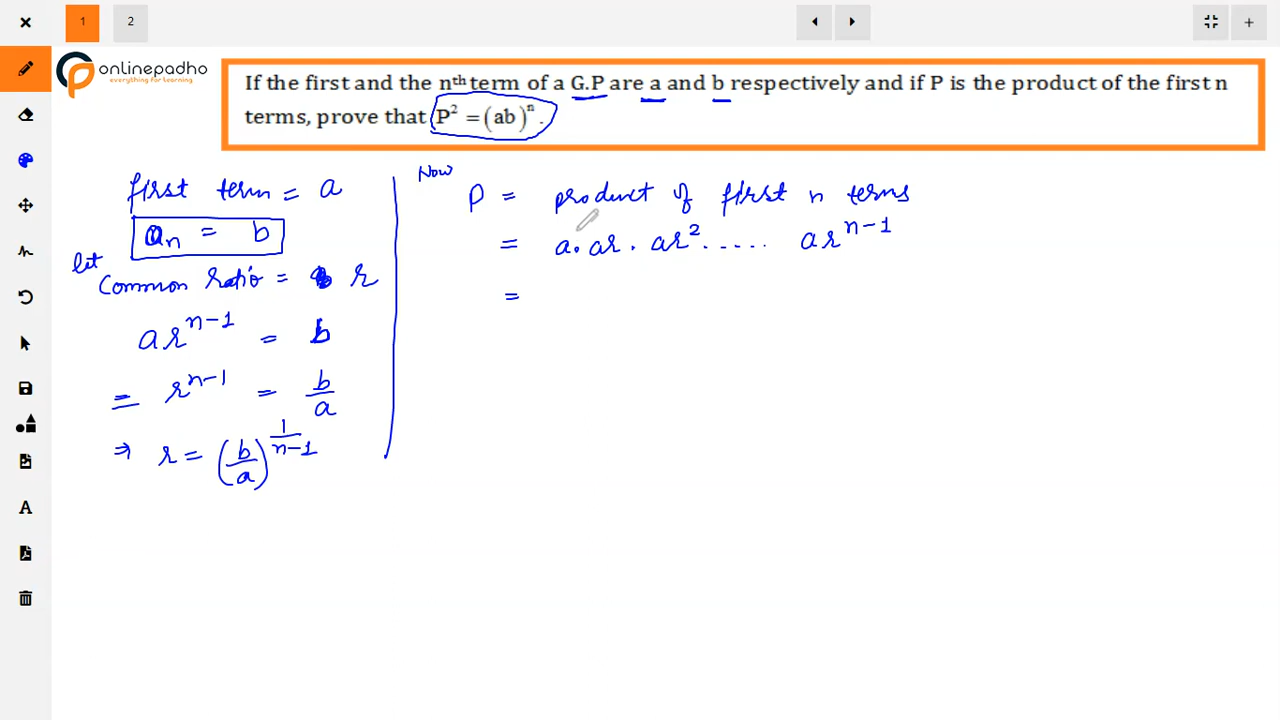 1 2
onlinepadho
everything for learning
If the first and the nth term of a G.P are a and b respectively and if P is the product of the first n
terms, prove that P² = (ab)ⁿ.
first term = a
aₙ = b
let
Common Ratio = r
arⁿ⁻¹ = b
= rⁿ⁻¹ = b/a
⇒ r = (b/a)^(1/(n-1))
Now
P = product of first n terms
= a. ar. ar². .... arⁿ⁻¹
=